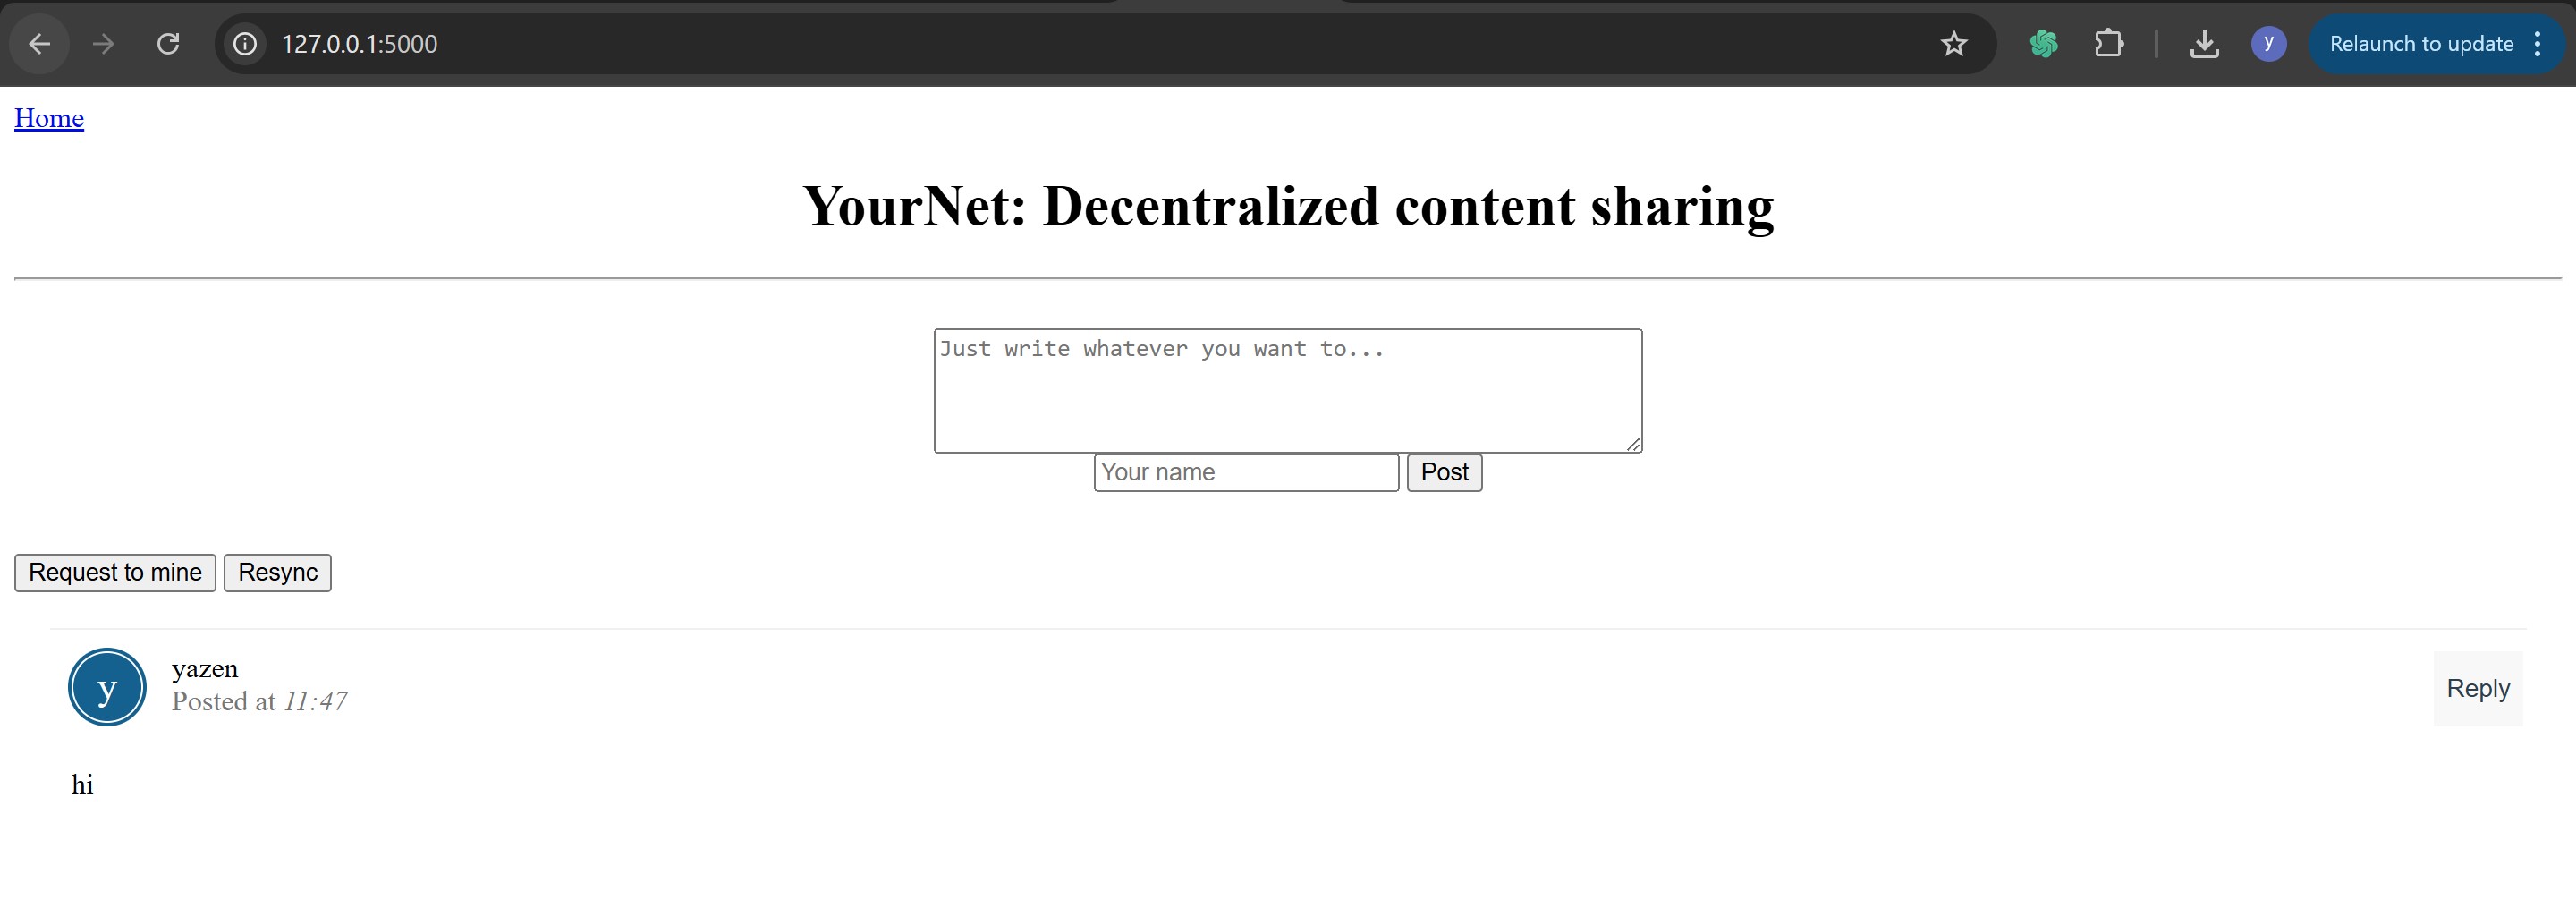 127.0.0.1:5000
y
Relaunch to update
Home
YourNet: Decentralized content sharing
Just write whatever you want to...
Your name
Post
Request to mine
Resync
y
yazen
Posted at 11:47
Reply
hi